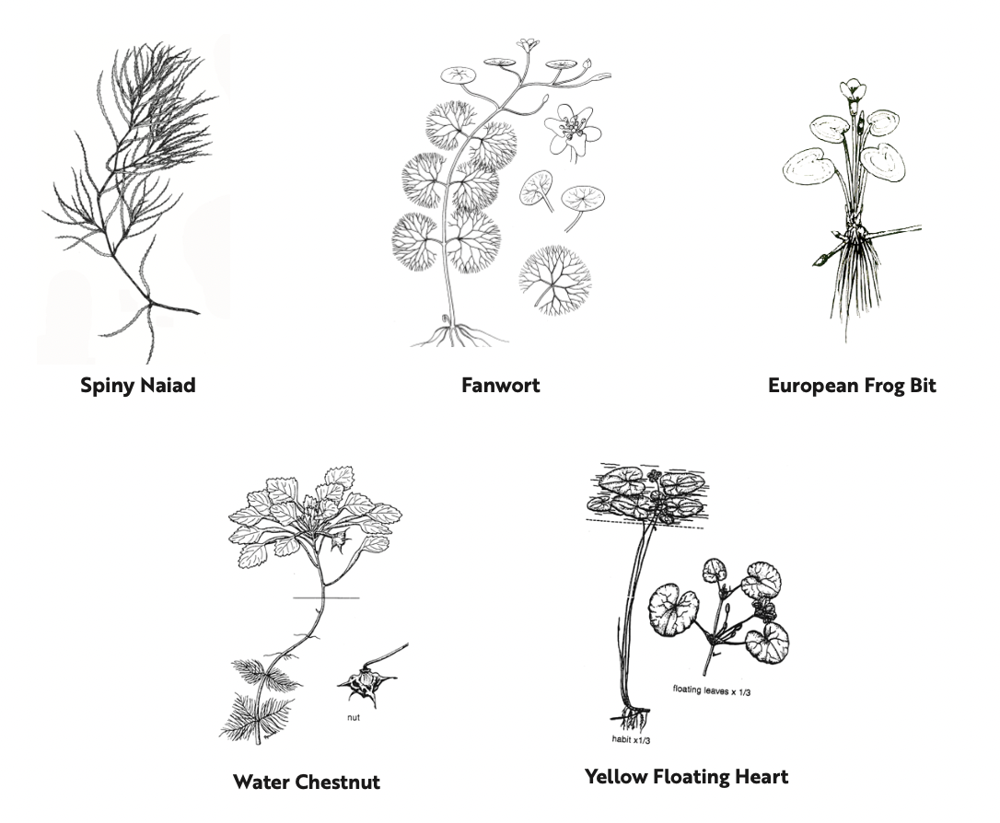 Spiny Naiad
Fanwort
European Frog Bit
nut
floating leaves x 1/3
habit x1/3
Water Chestnut
Yellow Floating Heart